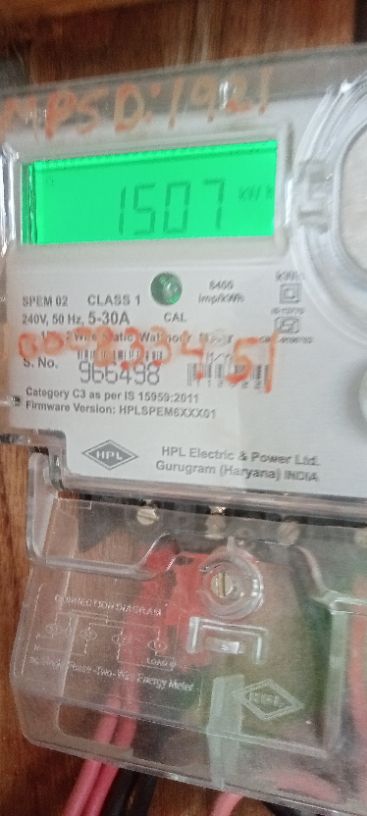 MPSD:1921
1507 kWh
6400
imp/kWh
SPEM 02 CLASS 1
240V, 50 Hz, 5-30A CAL
S. No. 966498
Category C3 as per IS 15959:2011
Firmware Version: HPLSPEM6XXX01
HPL
HPL Electric & Power Ltd.
Gurugram (Haryana) INDIA
CONNECTION DIAGRAM
LOAD
HPL